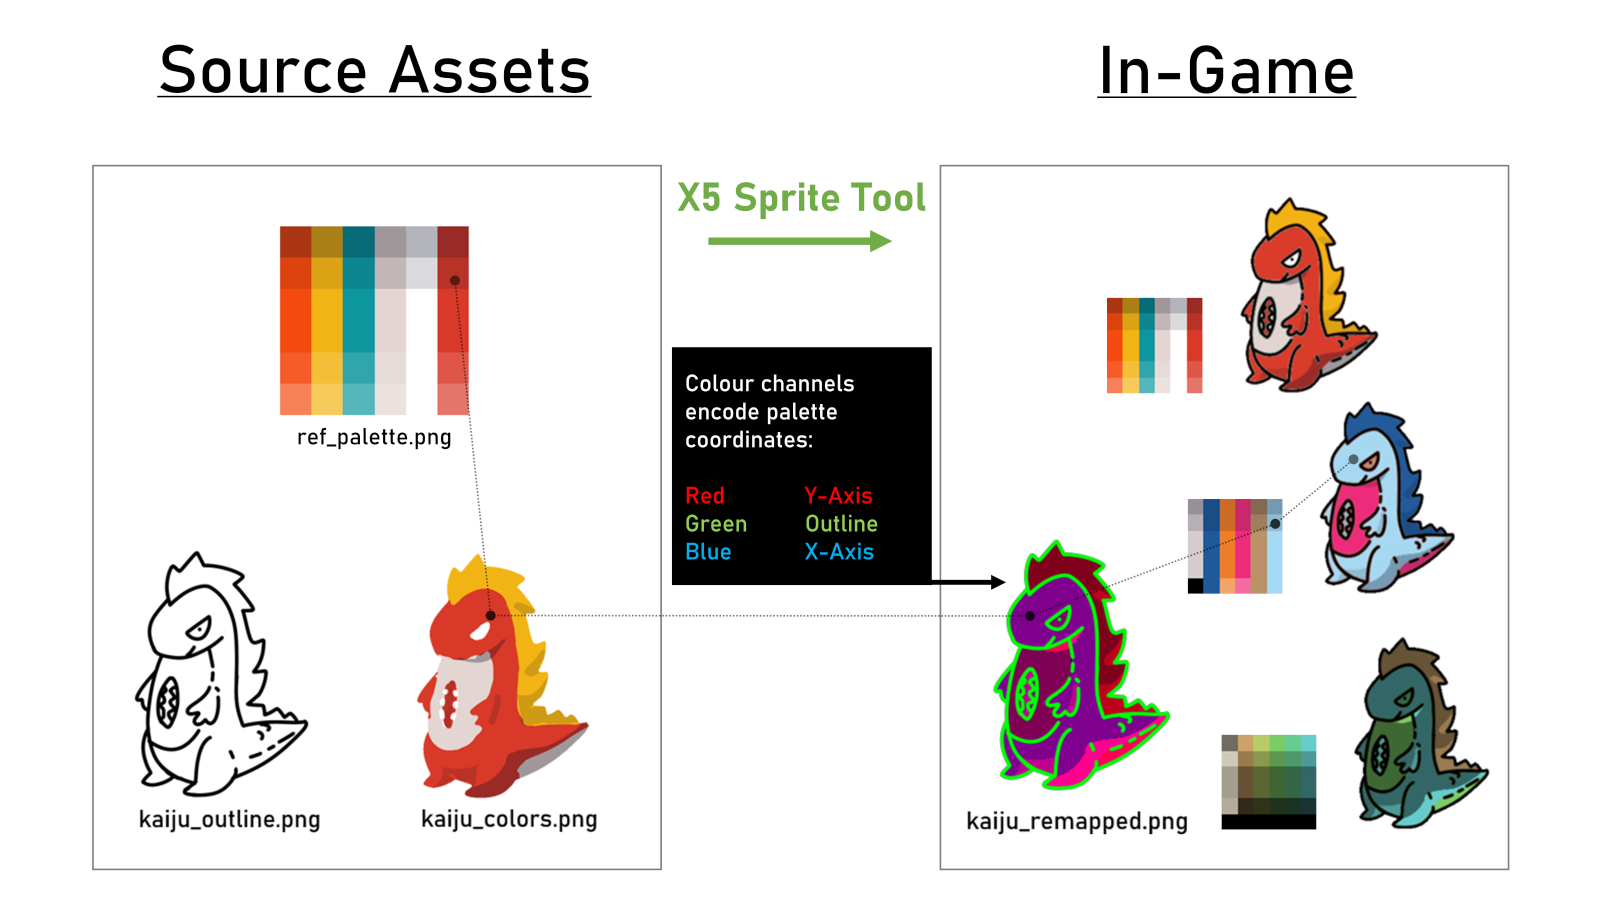 Source Assets
In-Game
X5 Sprite Tool
ref_palette.png
Colour channels
encode palette
coordinates:
Red Y-Axis
Green Outline
Blue X-Axis
kaiju_outline.png
kaiju_colors.png
kaiju_remapped.png